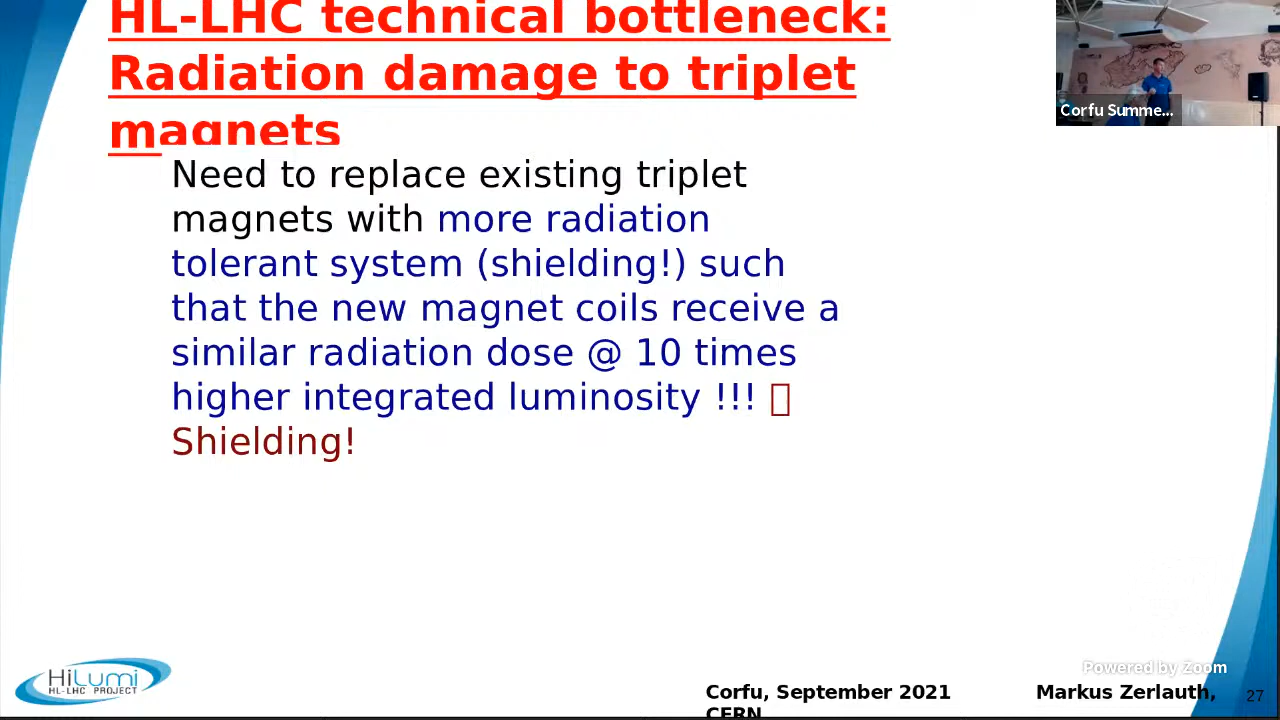 HL-LHC technical bottleneck:
Radiation damage to triplet
magnets
Corfu Summe...
Need to replace existing triplet
magnets with more radiation
tolerant system (shielding!) such
that the new magnet coils receive a
similar radiation dose @ 10 times
higher integrated luminosity !!!
Shielding!
Powered by Zoom
HiLumi
HL-LHC PROJECT
Corfu, September 2021 Markus Zerlauth, 27
CERN